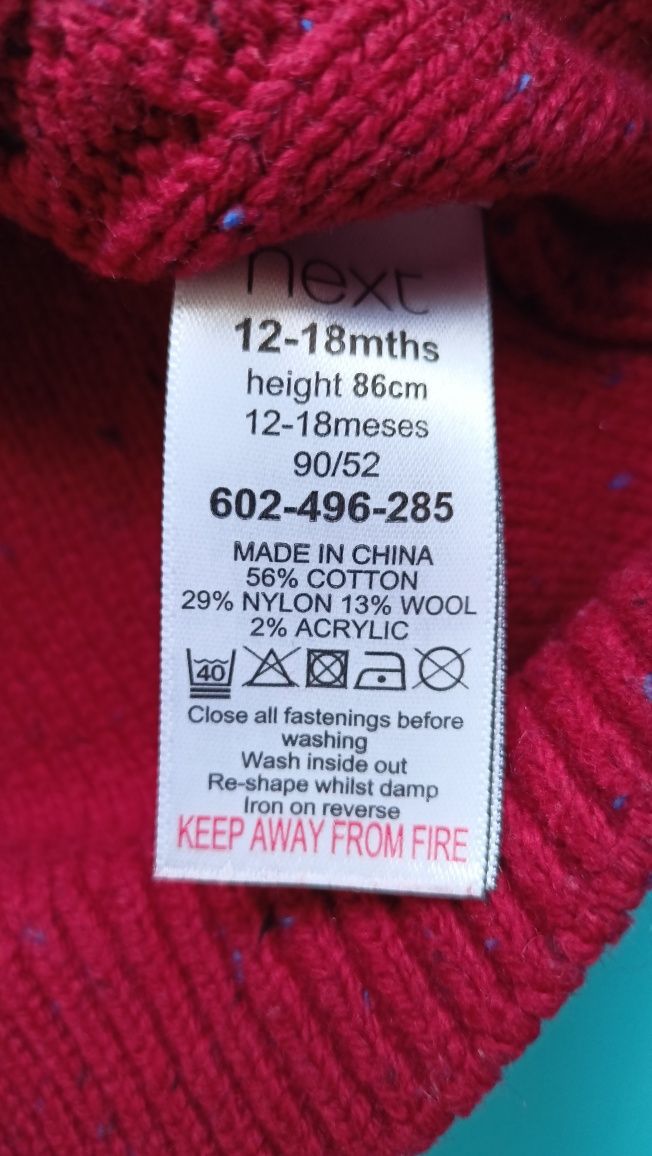 next
12-18mths
height 86cm
12-18meses
90/52
602-496-285
MADE IN CHINA
56% COTTON
29% NYLON 13% WOOL
2% ACRYLIC
40
Close all fastenings before
washing
Wash inside out
Re-shape whilst damp
Iron on reverse
KEEP AWAY FROM FIRE